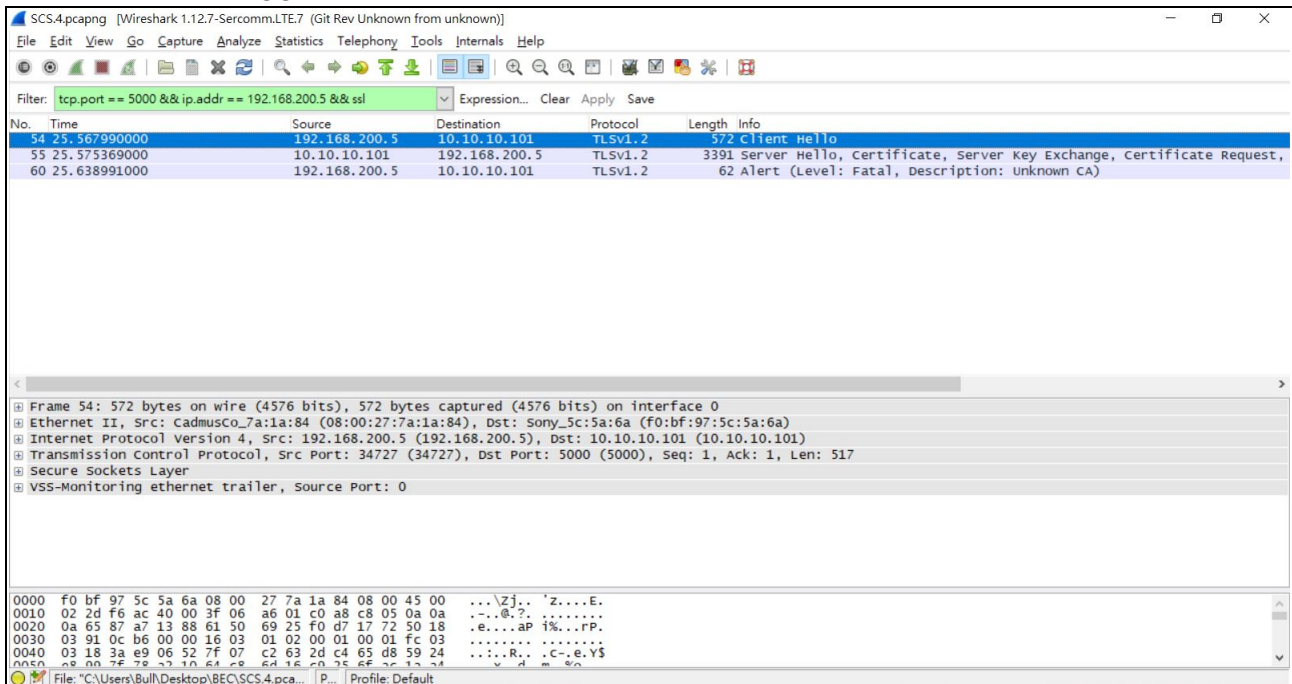 SCS.4.pcapng [Wireshark 1.12.7-Sercomm.LTE.7 (Git Rev Unknown from unknown)]
File Edit View Go Capture Analyze Statistics Telephony Tools Internals Help
Filter: tcp.port == 5000 && ip.addr == 192.168.200.5 && ssl Expression... Clear Apply Save
No. Time Source Destination Protocol Length Info
54 25.567990000 192.168.200.5 10.10.10.101 TLSv1.2 572 Client Hello
55 25.575369000 10.10.10.101 192.168.200.5 TLSv1.2 3391 Server Hello, Certificate, Server Key Exchange, Certificate Request,
60 25.638991000 192.168.200.5 10.10.10.101 TLSv1.2 62 Alert (Level: Fatal, Description: Unknown CA)
Frame 54: 572 bytes on wire (4576 bits), 572 bytes captured (4576 bits) on interface 0
Ethernet II, Src: CadmusCo_7a:1a:84 (08:00:27:7a:1a:84), Dst: Sony_5c:5a:6a (f0:bf:97:5c:5a:6a)
Internet Protocol Version 4, Src: 192.168.200.5 (192.168.200.5), Dst: 10.10.10.101 (10.10.10.101)
Transmission Control Protocol, Src Port: 34727 (34727), Dst Port: 5000 (5000), Seq: 1, Ack: 1, Len: 517
Secure Sockets Layer
VSS-Monitoring ethernet trailer, Source Port: 0
0000 f0 bf 97 5c 5a 6a 08 00 27 7a 1a 84 08 00 45 00 ...\Zj.. 'z....E.
0010 02 2d f6 ac 40 00 3f 06 a6 01 c0 a8 c8 05 0a 0a .-..@.?. ........
0020 0a 65 87 a7 13 88 61 50 69 25 f0 d7 17 72 50 18 .e....aP i%...rP.
0030 03 91 0c b6 00 00 16 03 01 02 00 01 00 01 fc 03 ........ ........
0040 03 18 3a e9 06 52 7f 07 c2 63 2d c4 65 d8 59 24 ..:..R.. .c-.e.Y$
File: "C:\Users\Bull\Desktop\BEC\SCS.4.pca... P... Profile: Default